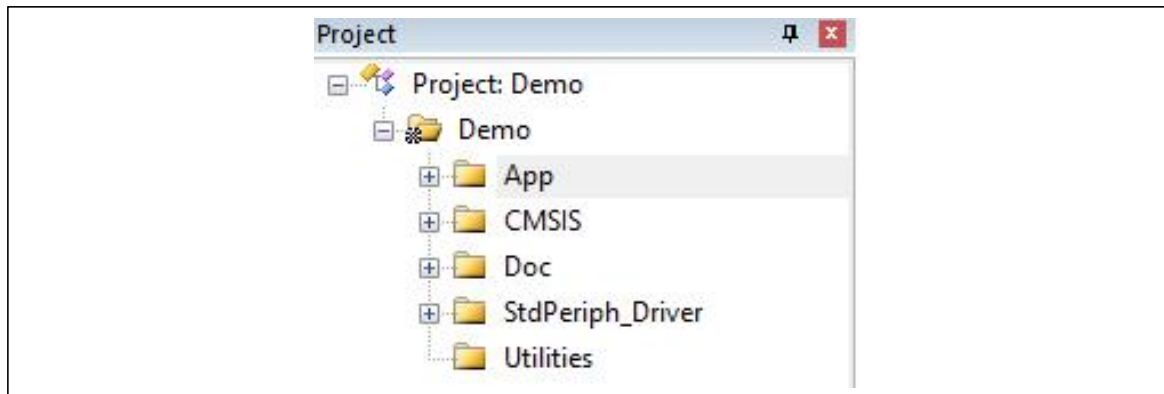 Project
Project: Demo
Demo
App
CMSIS
Doc
StdPeriph_Driver
Utilities